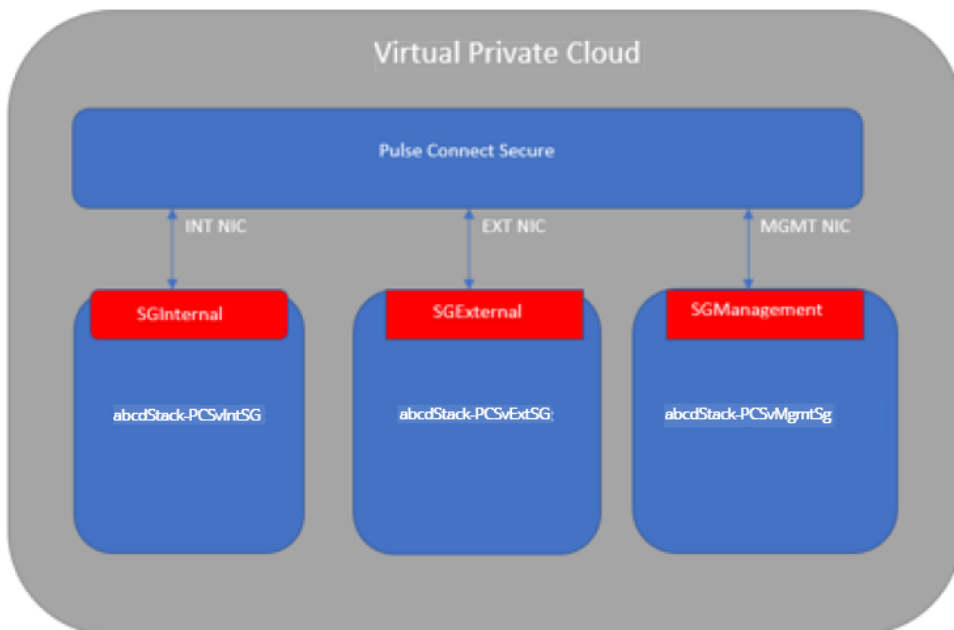 Virtual Private Cloud
Pulse Connect Secure
INT NIC
EXT NIC
MGMT NIC
SGInternal
SGExternal
SGManagement
abcdStack-PCSvIntSG
abcdStack-PCSvExtSG
abcdStack-PCSvMgmtSg